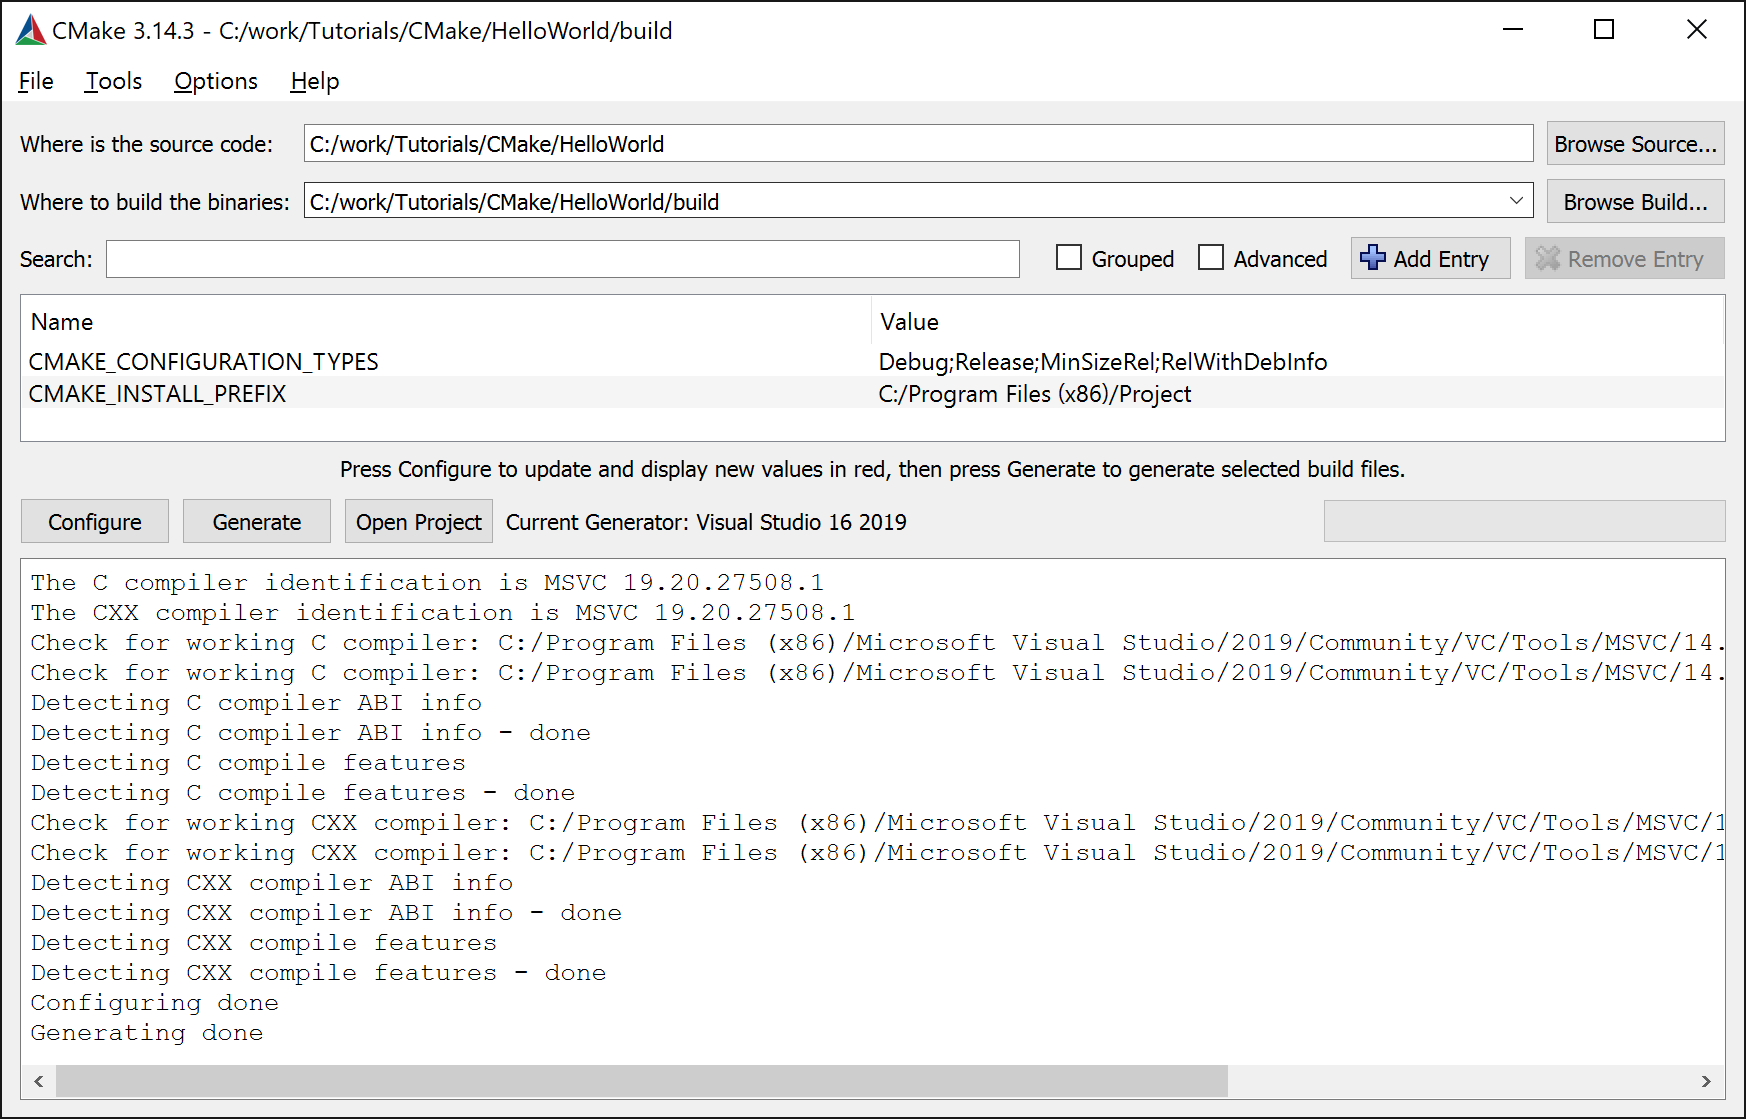 CMake 3.14.3 - C:/work/Tutorials/CMake/HelloWorld/build
File Tools Options Help
Where is the source code: C:/work/Tutorials/CMake/HelloWorld Browse Source...
Where to build the binaries: C:/work/Tutorials/CMake/HelloWorld/build Browse Build...
Search: Grouped Advanced Add Entry Remove Entry
Name Value
CMAKE_CONFIGURATION_TYPES Debug;Release;MinSizeRel;RelWithDebInfo
CMAKE_INSTALL_PREFIX C:/Program Files (x86)/Project
Press Configure to update and display new values in red, then press Generate to generate selected build files.
Configure Generate Open Project Current Generator: Visual Studio 16 2019
The C compiler identification is MSVC 19.20.27508.1
The CXX compiler identification is MSVC 19.20.27508.1
Check for working C compiler: C:/Program Files (x86)/Microsoft Visual Studio/2019/Community/VC/Tools/MSVC/14.
Check for working C compiler: C:/Program Files (x86)/Microsoft Visual Studio/2019/Community/VC/Tools/MSVC/14.
Detecting C compiler ABI info
Detecting C compiler ABI info - done
Detecting C compile features
Detecting C compile features - done
Check for working CXX compiler: C:/Program Files (x86)/Microsoft Visual Studio/2019/Community/VC/Tools/MSVC/1
Check for working CXX compiler: C:/Program Files (x86)/Microsoft Visual Studio/2019/Community/VC/Tools/MSVC/1
Detecting CXX compiler ABI info
Detecting CXX compiler ABI info - done
Detecting CXX compile features
Detecting CXX compile features - done
Configuring done
Generating done